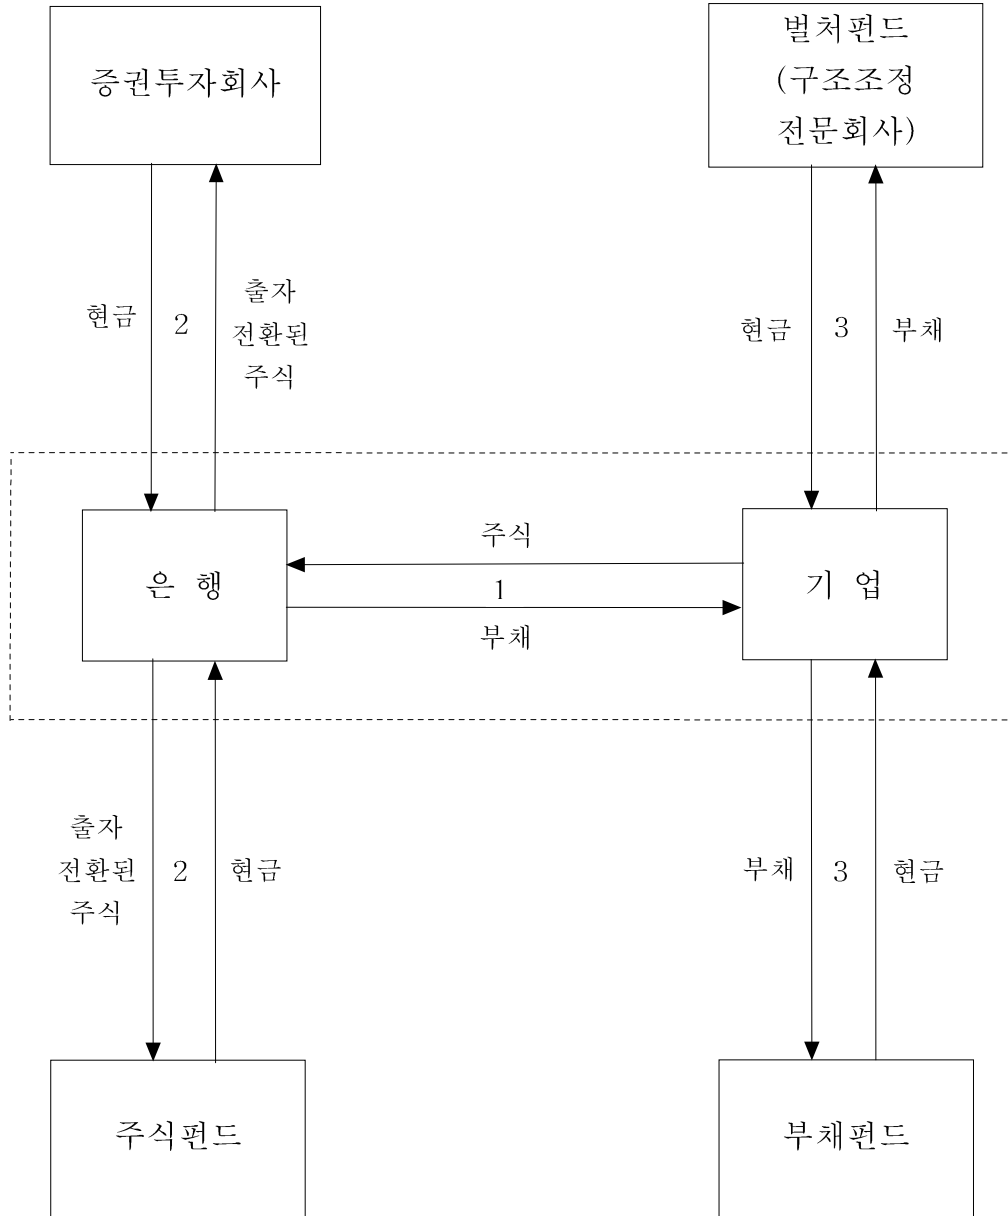 증권투자회사
벌처펀드
(구조조정
전문회사)
현금
2
출자
전환된
주식
현금
3
부채
은 행
주식
1
부채
기 업
출자
전환된
주식
2
현금
부채
3
현금
주식펀드
부채펀드